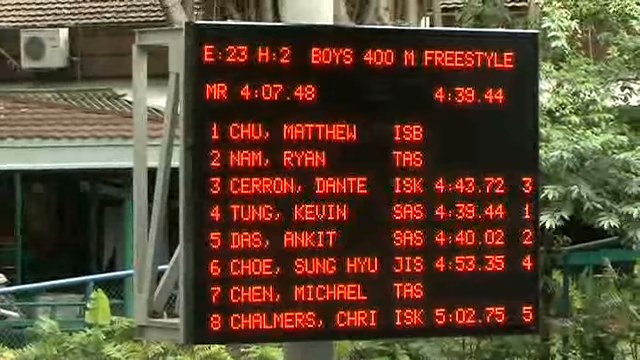 E:23 H:2 BOYS 400 M FREESTYLE
MR 4:07.48 4:39.44
1 CHU, MATTHEW ISB
2 NAM, RYAN TAS
3 CERRON, DANTE ISK 4:43.72 3
4 TUNG, KEVIN SAS 4:39.44 1
5 DAS, ANKIT SAS 4:40.02 2
6 CHOE, SUNG HYU JIS 4:53.35 4
7 CHEN, MICHAEL TAS
8 CHALMERS, CHRI ISK 5:02.75 5